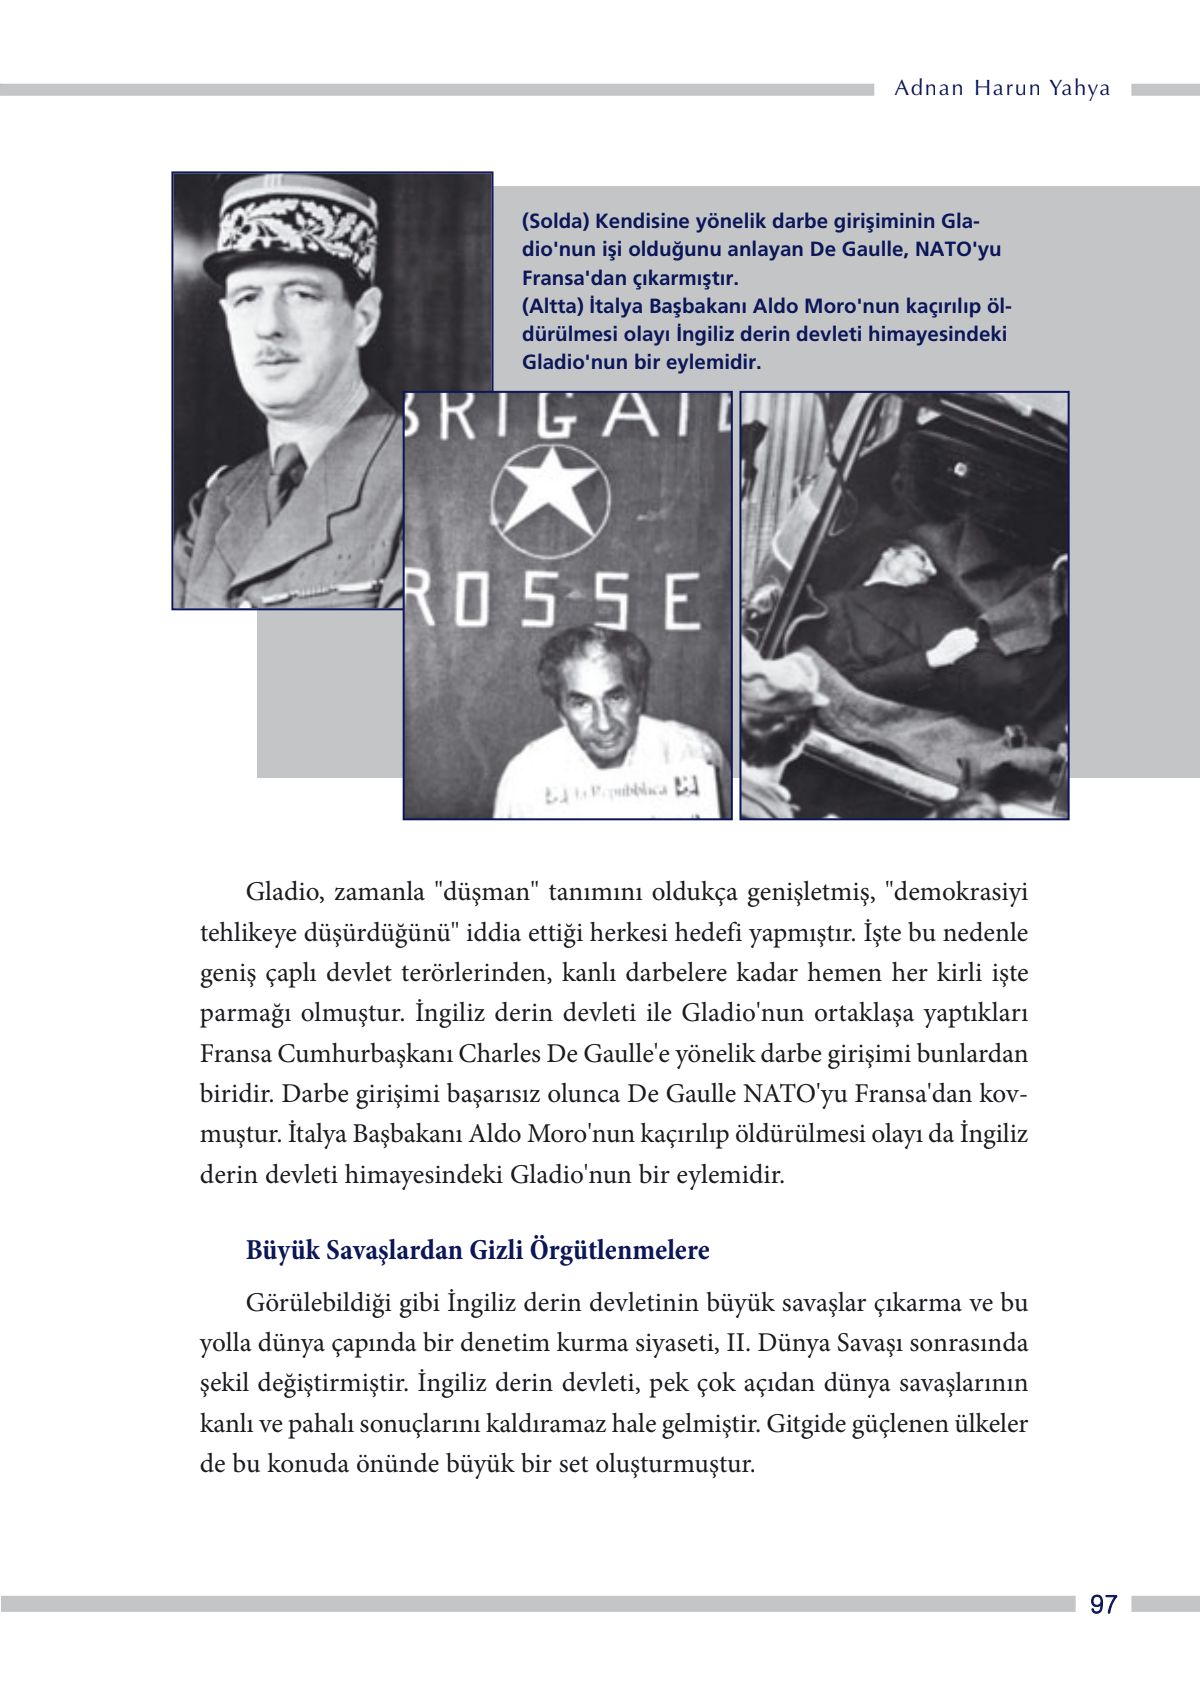 Adnan Harun Yahya
(Solda) Kendisine yönelik darbe girişiminin Gla-
dio'nun işi olduğunu anlayan De Gaulle, NATO'yu
Fransa'dan çıkarmıştır.
(Altta) İtalya Başbakanı Aldo Moro'nun kaçırılıp öl-
dürülmesi olayı İngiliz derin devleti himayesindeki
Gladio'nun bir eylemidir.
BRIGATE
ROSSE
la Repubblica
Gladio, zamanla "düşman" tanımını oldukça genişletmiş, "demokrasiyi
tehlikeye düşürdüğünü" iddia ettiği herkesi hedefi yapmıştır. İşte bu nedenle
geniş çaplı devlet terörlerinden, kanlı darbelere kadar hemen her kirli işte
parmağı olmuştur. İngiliz derin devleti ile Gladio'nun ortaklaşa yaptıkları
Fransa Cumhurbaşkanı Charles De Gaulle'e yönelik darbe girişimi bunlardan
biridir. Darbe girişimi başarısız olunca De Gaulle NATO'yu Fransa'dan kov-
muştur. İtalya Başbakanı Aldo Moro'nun kaçırılıp öldürülmesi olayı da İngiliz
derin devleti himayesindeki Gladio'nun bir eylemidir.
Büyük Savaşlardan Gizli Örgütlenmelere
Görülebildiği gibi İngiliz derin devletinin büyük savaşlar çıkarma ve bu
yolla dünya çapında bir denetim kurma siyaseti, II. Dünya Savaşı sonrasında
şekil değiştirmiştir. İngiliz derin devleti, pek çok açıdan dünya savaşlarının
kanlı ve pahalı sonuçlarını kaldıramaz hale gelmiştir. Gitgide güçlenen ülkeler
de bu konuda önünde büyük bir set oluşturmuştur.
97